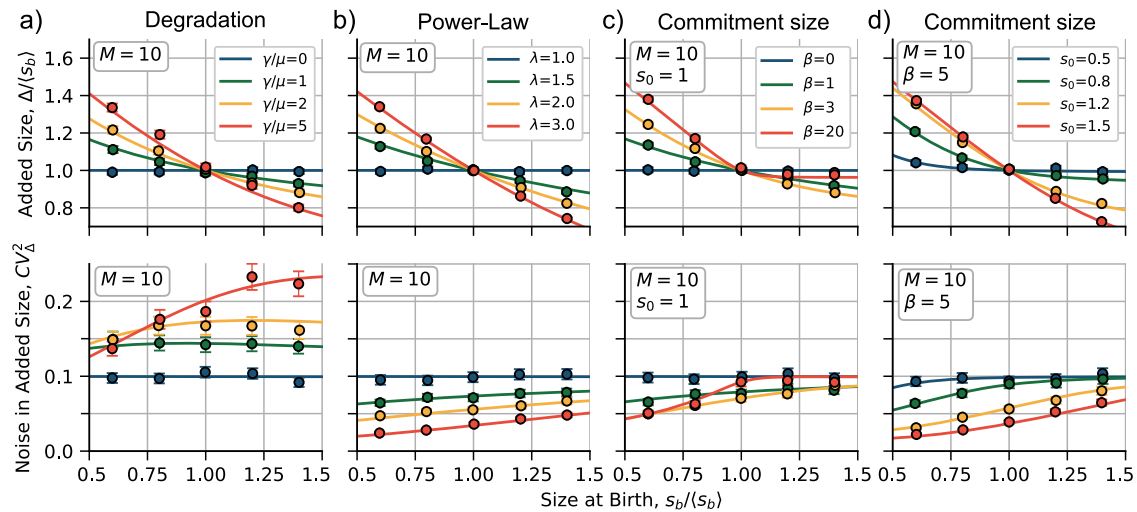 a) Degradation
b) Power-Law
c) Commitment size
d) Commitment size
Added Size, Δ/⟨s_b⟩
1.6
1.4
1.2
1.0
0.8
M = 10
γ/μ=0
γ/μ=1
γ/μ=2
γ/μ=5
M = 10
λ=1.0
λ=1.5
λ=2.0
λ=3.0
M = 10
s₀ = 1
β=0
β=1
β=3
β=20
M = 10
β = 5
s₀=0.5
s₀=0.8
s₀=1.2
s₀=1.5
Noise in Added Size, CV²_Δ
0.2
0.1
0.0
M = 10
M = 10
M = 10
s₀ = 1
M = 10
β = 5
0.5 0.75 1.00 1.25 1.5
0.5 0.75 1.00 1.25 1.5
0.5 0.75 1.00 1.25 1.5
0.5 0.75 1.00 1.25 1.5
Size at Birth, s_b/⟨s_b⟩